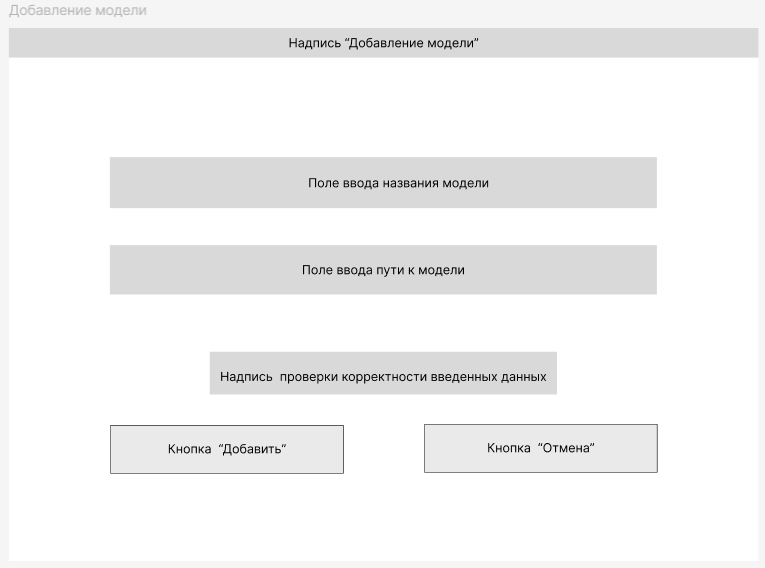 Добавление модели
Надпись “Добавление модели”
Поле ввода названия модели
Поле ввода пути к модели
Надпись  проверки корректности введенных данных
Кнопка  “Добавить”
Кнопка  “Отмена”